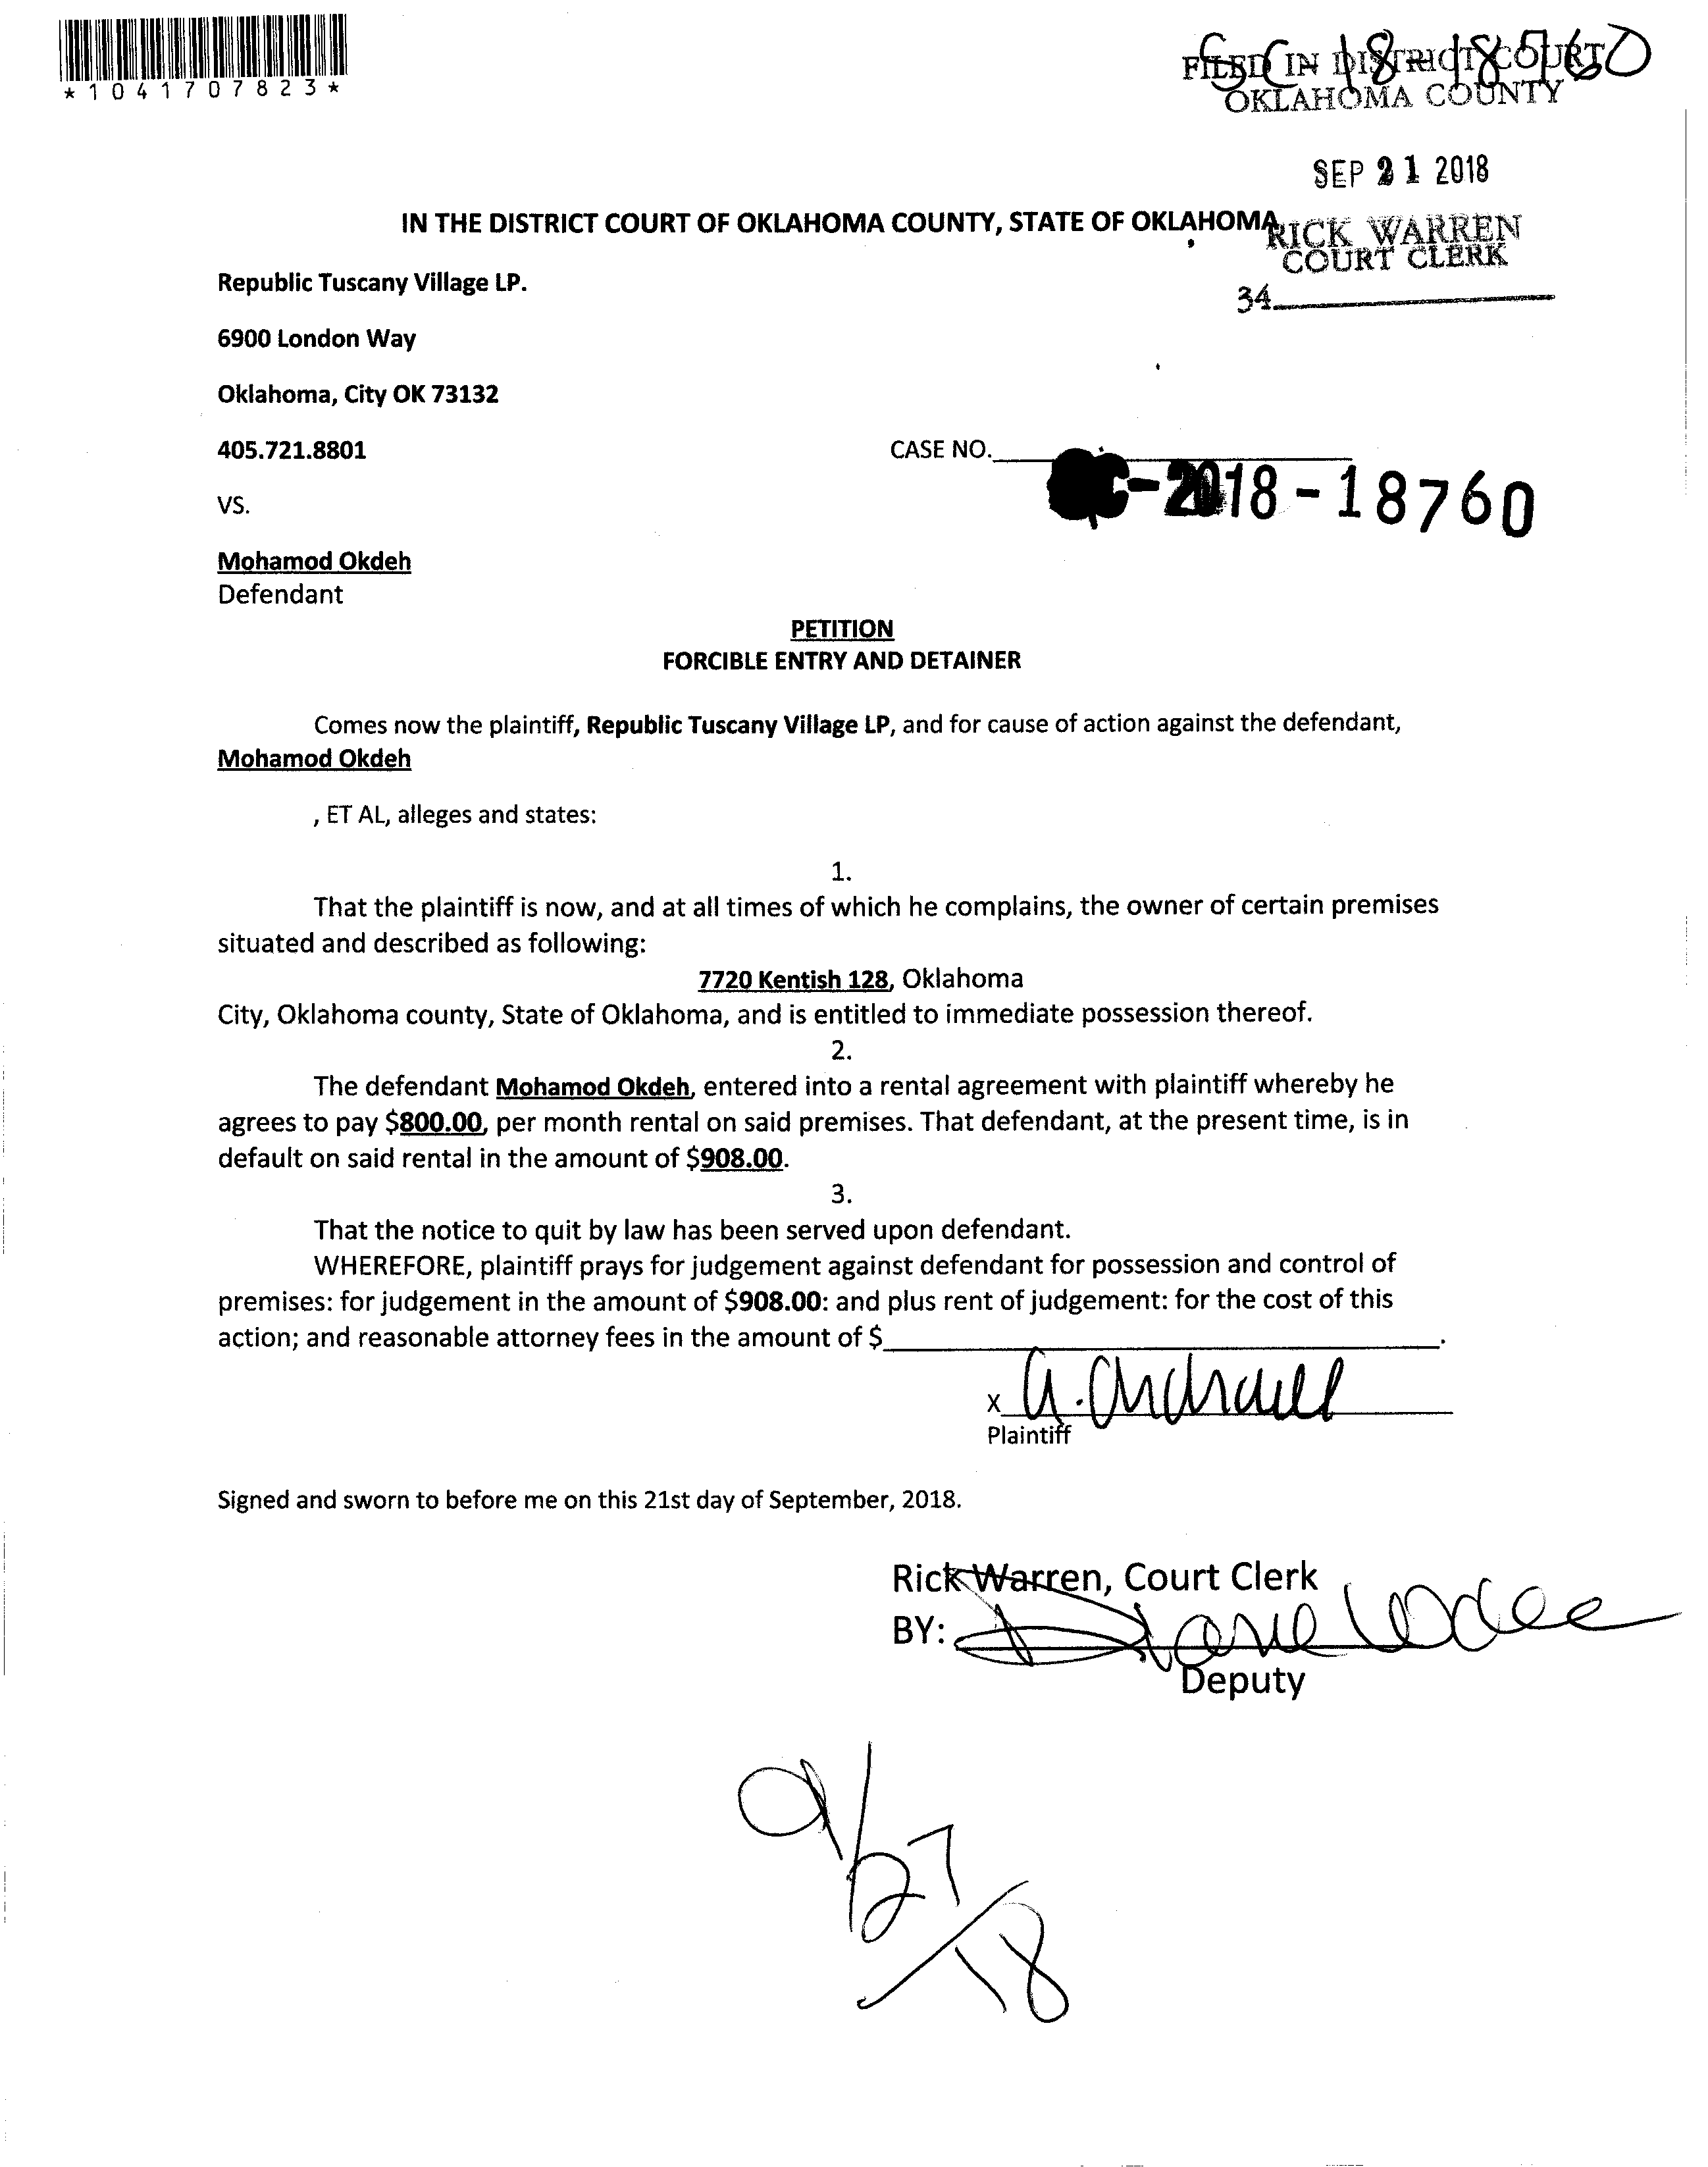 *1041707823*
SC 18-18760
FILED IN DISTRICT COURT
OKLAHOMA COUNTY
SEP 21 2018
IN THE DISTRICT COURT OF OKLAHOMA COUNTY, STATE OF OKLAHOMA
RICK WARREN
COURT CLERK
34
Republic Tuscany Village LP.
6900 London Way
Oklahoma, City OK 73132
405.721.8801
CASE NO.
C-2018-18760
VS.
Mohamod Okdeh
Defendant
PETITION
FORCIBLE ENTRY AND DETAINER
Comes now the plaintiff, Republic Tuscany Village LP, and for cause of action against the defendant,
Mohamod Okdeh
, ET AL, alleges and states:
1.
That the plaintiff is now, and at all times of which he complains, the owner of certain premises
situated and described as following:
7720 Kentish 128, Oklahoma
City, Oklahoma county, State of Oklahoma, and is entitled to immediate possession thereof.
2.
The defendant Mohamod Okdeh, entered into a rental agreement with plaintiff whereby he
agrees to pay $800.00, per month rental on said premises. That defendant, at the present time, is in
default on said rental in the amount of $908.00.
3.
That the notice to quit by law has been served upon defendant.
WHEREFORE, plaintiff prays for judgement against defendant for possession and control of
premises: for judgement in the amount of $908.00: and plus rent of judgement: for the cost of this
action; and reasonable attorney fees in the amount of $.
X
Plaintiff
Signed and sworn to before me on this 21st day of September, 2018.
Rick Warren, Court Clerk
BY:
Deputy
9/27/18